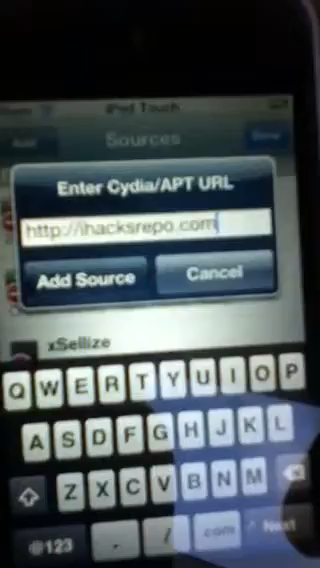 iPod Touch
Sources
Enter Cydia/APT URL
http://ihacksrepo.com
Add Source
Cancel
xSellize
Q W E R T Y U I O P
A S D F G H J K L
Z X C V B N M
@123
.
/
.com
Next